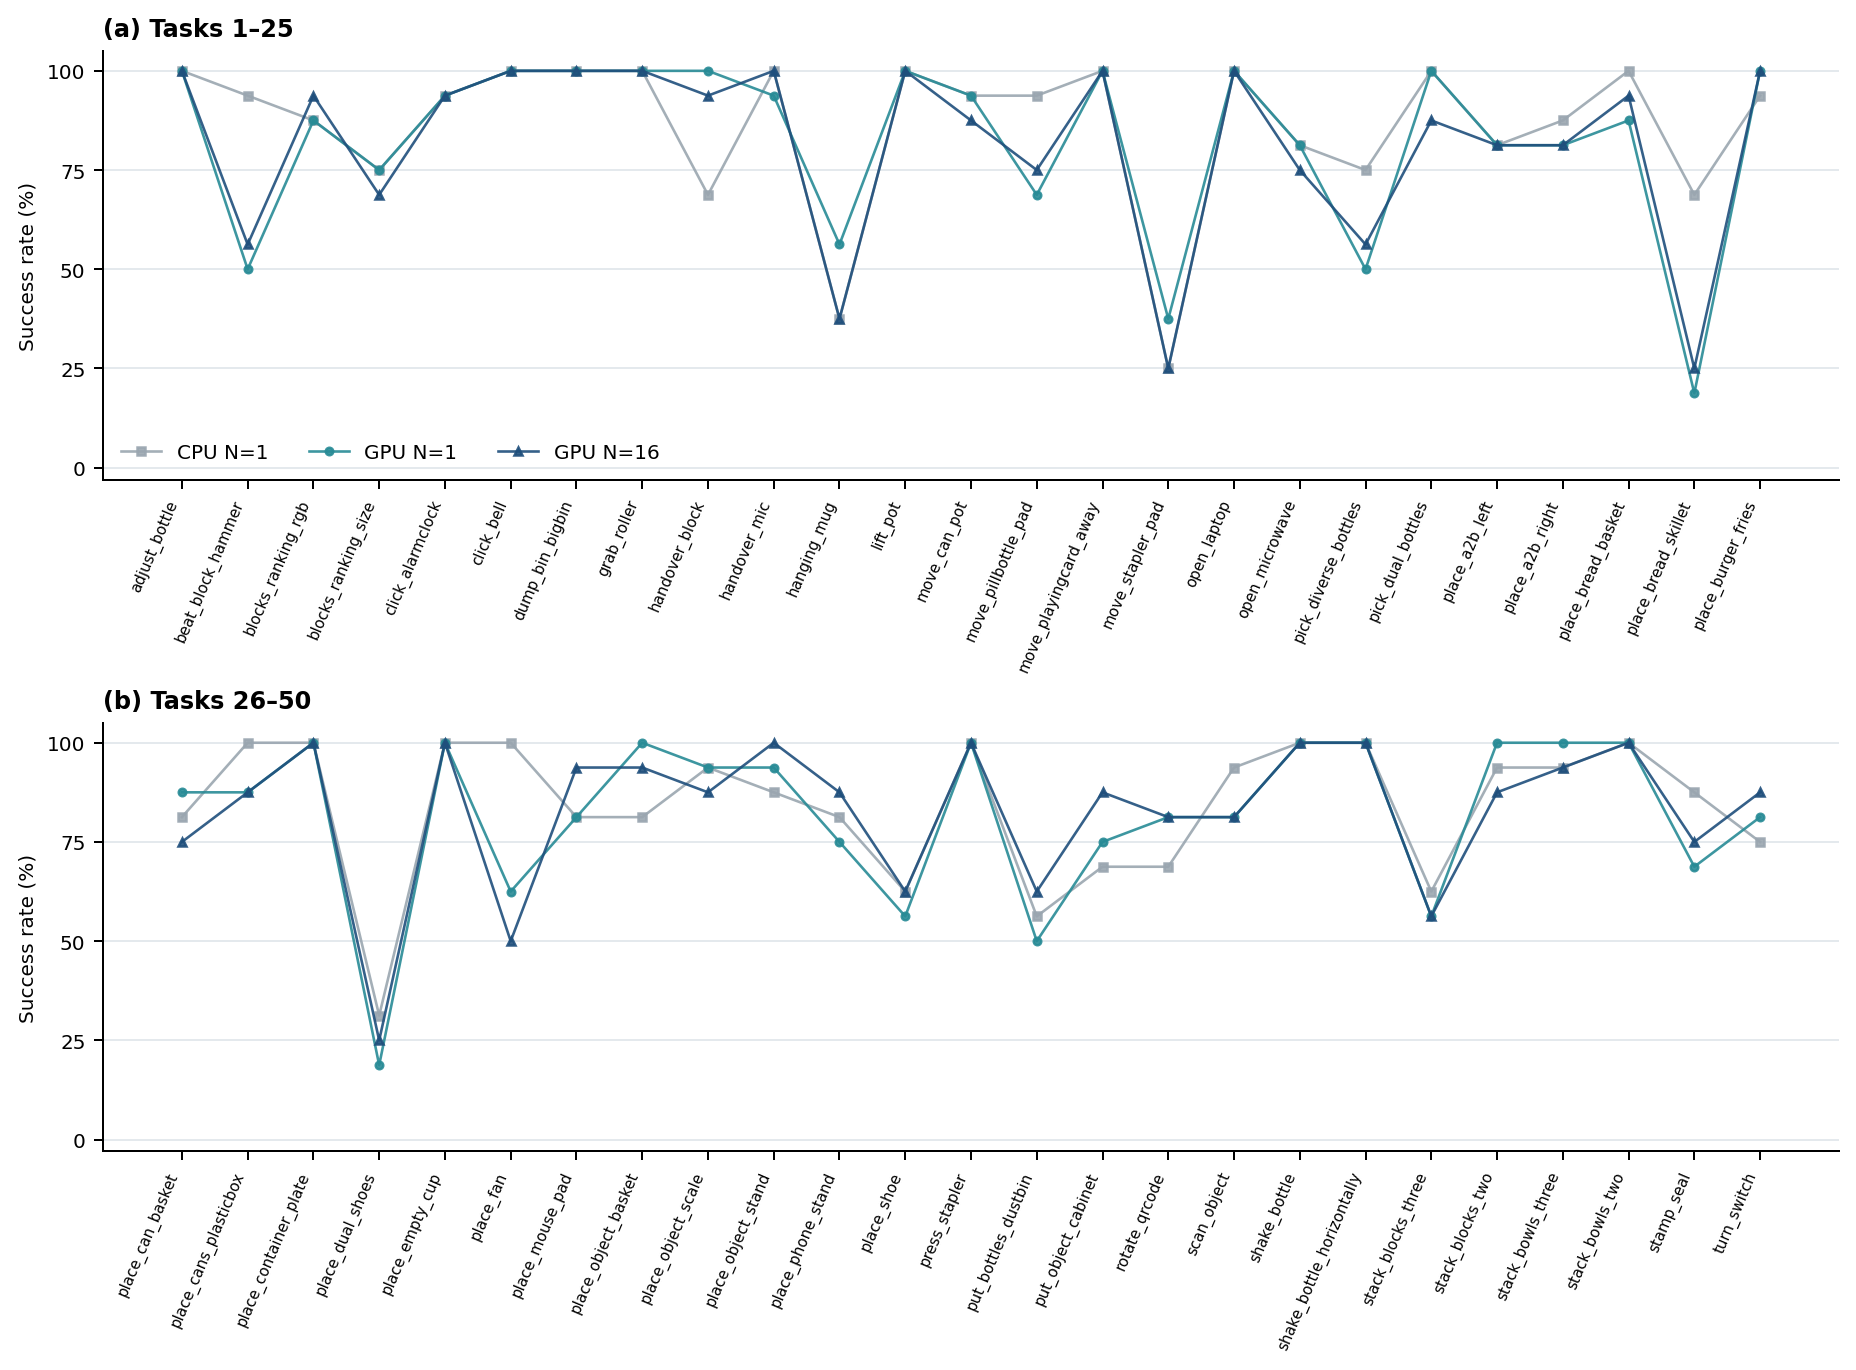 (a) Tasks 1–25
Success rate (%)
100
75
50
25
0
CPU N=1
GPU N=1
GPU N=16
adjust_bottle
beat_block_hammer
blocks_ranking_rgb
blocks_ranking_size
click_alarmclock
click_bell
dump_bin_bigbin
grab_roller
handover_block
handover_mic
hanging_mug
lift_pot
move_can_pot
move_pillbottle_pad
move_playingcard_away
move_stapler_pad
open_laptop
open_microwave
pick_diverse_bottles
pick_dual_bottles
place_a2b_left
place_a2b_right
place_bread_basket
place_bread_skillet
place_burger_fries
(b) Tasks 26–50
Success rate (%)
100
75
50
25
0
place_can_basket
place_cans_plasticbox
place_container_plate
place_dual_shoes
place_empty_cup
place_fan
place_mouse_pad
place_object_basket
place_object_scale
place_object_stand
place_phone_stand
place_shoe
press_stapler
put_bottles_dustbin
put_object_cabinet
rotate_qrcode
scan_object
shake_bottle
shake_bottle_horizontally
stack_blocks_three
stack_blocks_two
stack_bowls_three
stack_bowls_two
stamp_seal
turn_switch